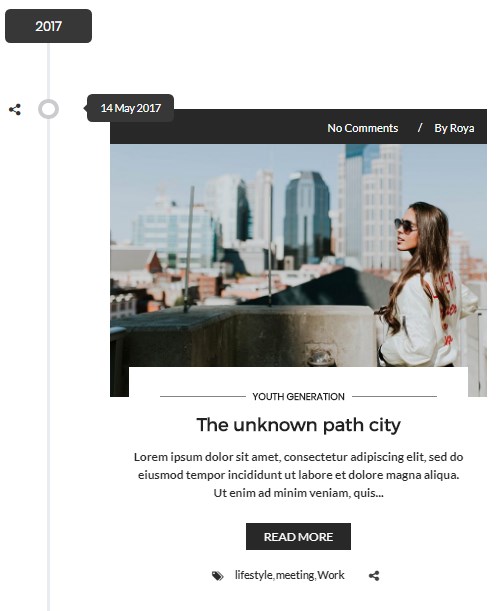 2017
14 May 2017
No Comments / By Roya
YOUTH GENERATION
The unknown path city
Lorem ipsum dolor sit amet, consectetur adipiscing elit, sed do
eiusmod tempor incididunt ut labore et dolore magna aliqua.
Ut enim ad minim veniam, quis...
READ MORE
lifestyle,meeting,Work